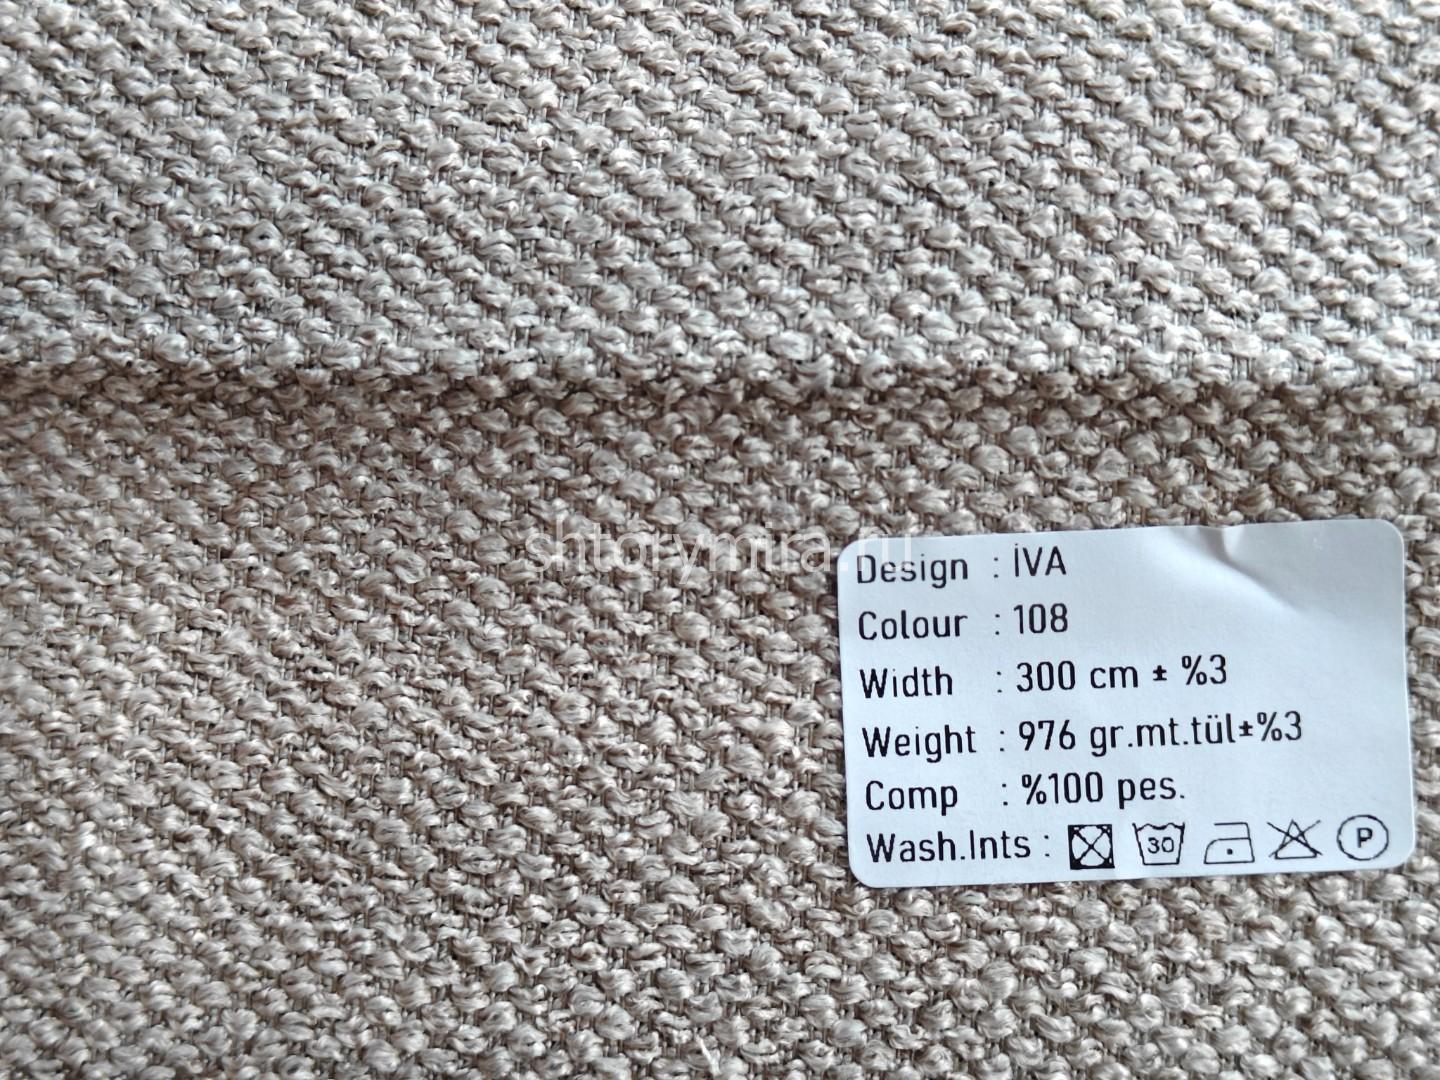 shtorymira.ru
Design : İVA
Colour : 108
Width : 300 cm ± %3
Weight : 976 gr.mt.tül±%3
Comp : %100 pes.
Wash.Ints : 30 P